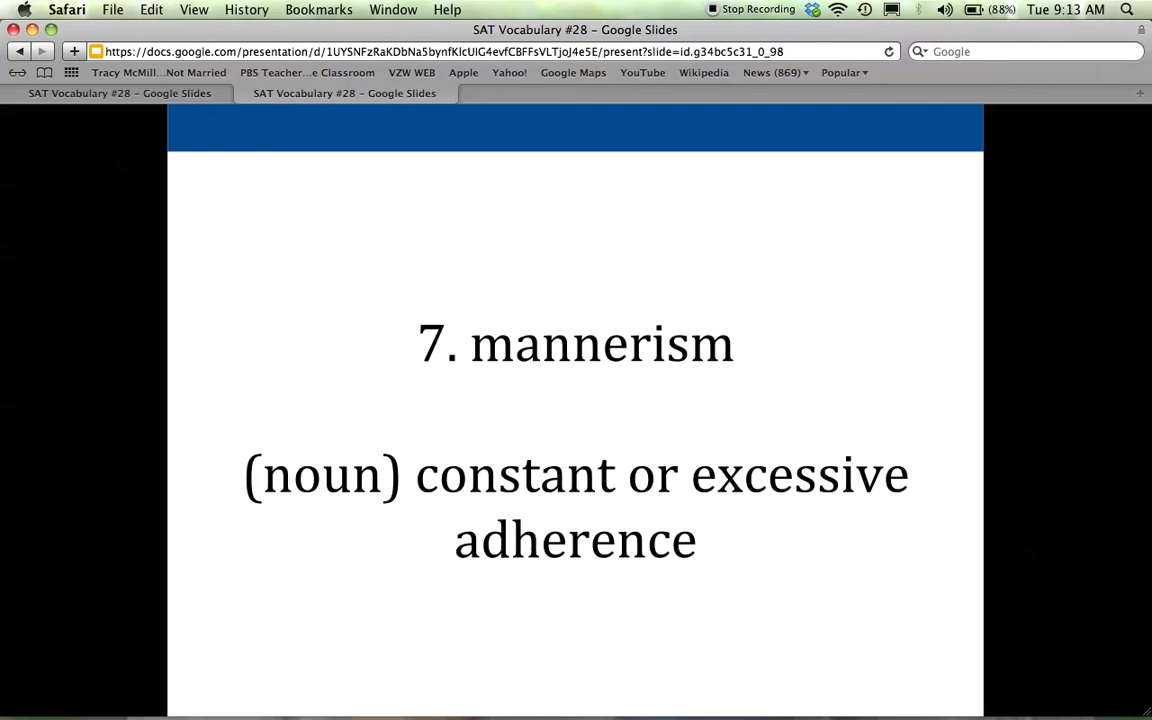 Safari File Edit View History Bookmarks Window Help Stop Recording (88%) Tue 9:13 AM
SAT Vocabulary #28 – Google Slides
https://docs.google.com/presentation/d/1UYSNFzRaKDbNa5bynfKIcUIG4evfCBFFsVLTjoJ4e5E/present?slide=id.g34bc5c31_0_98 Google
Tracy McMill...Not Married PBS Teacher...e Classroom VZW WEB Apple Yahoo! Google Maps YouTube Wikipedia News (869) Popular
SAT Vocabulary #28 – Google Slides SAT Vocabulary #28 – Google Slides
7. mannerism
(noun) constant or excessive
adherence